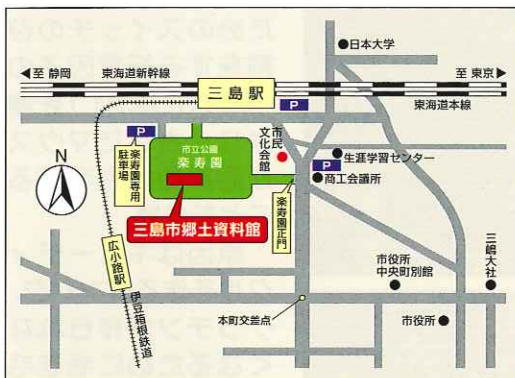 日本大学
至 静岡
東海道新幹線
三島駅
至 東京
東海道本線
P
P
楽寿園専用
駐車場
市立公園
楽寿園
市民
文化会館
生涯学習センター
P
商工会議所
N
三島市郷土資料館
楽寿園正門
広小路駅
伊豆箱根鉄道
市役所
中央町別館
三嶋大社
本町交差点
市役所